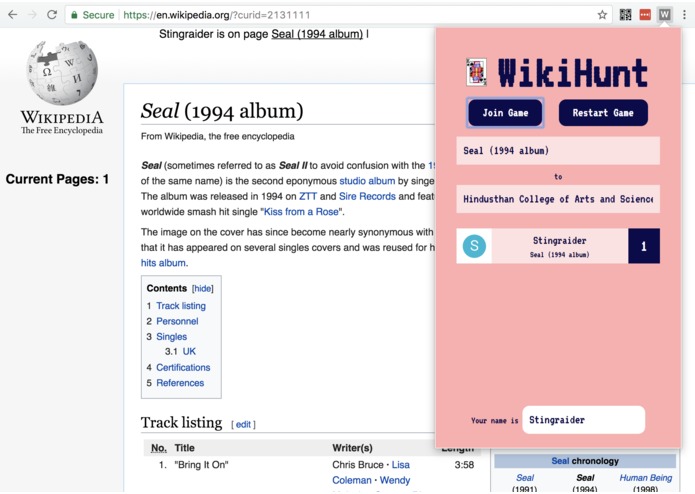 Secure https://en.wikipedia.org/?curid=2131111
W
Stingraider is on page Seal (1994 album) |
WIKIPEDIA
The Free Encyclopedia
Current Pages: 1
Seal (1994 album)
From Wikipedia, the free encyclopedia
Seal (sometimes referred to as Seal II to avoid confusion with the
of the same name) is the second eponymous studio album by singe
The album was released in 1994 on ZTT and Sire Records and feat
worldwide smash hit single "Kiss from a Rose".
The image on the cover has since become nearly synonymous with
that it has appeared on several singles covers and was reused for h
hits album.
Contents [hide]
1 Track listing
2 Personnel
3 Singles
3.1 UK
4 Certifications
5 References
Track listing [edit]
No. Title Writer(s) Length
1. "Bring It On" Chris Bruce · Lisa 3:58
Coleman · Wendy
WikiHunt
Join Game Restart Game
Seal (1994 album)
to
Hindusthan College of Arts and Science
S Stingraider 1
Seal (1994 album)
Your name is Stingraider
Seal chronology
Seal Seal Human Being
(1991) (1994) (1998)